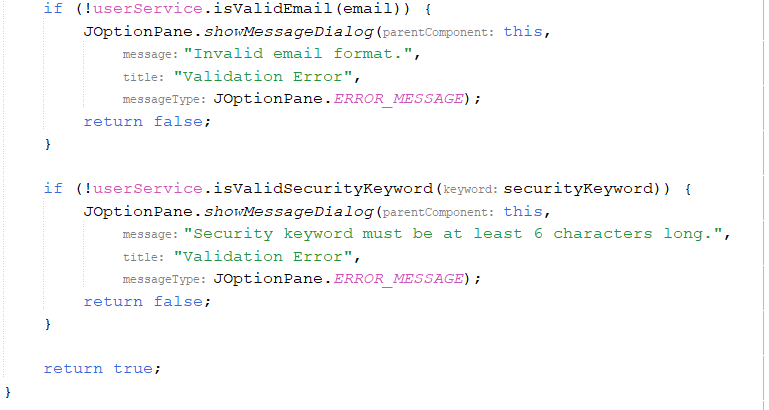 if (!userService.isValidEmail(email)) {
JOptionPane.showMessageDialog(parentComponent: this,
message: "Invalid email format.",
title: "Validation Error",
messageType: JOptionPane.ERROR_MESSAGE);
return false;
}
if (!userService.isValidSecurityKeyword(keyword: securityKeyword)) {
JOptionPane.showMessageDialog(parentComponent: this,
message: "Security keyword must be at least 6 characters long.",
title: "Validation Error",
messageType: JOptionPane.ERROR_MESSAGE);
return false;
}
return true;
}